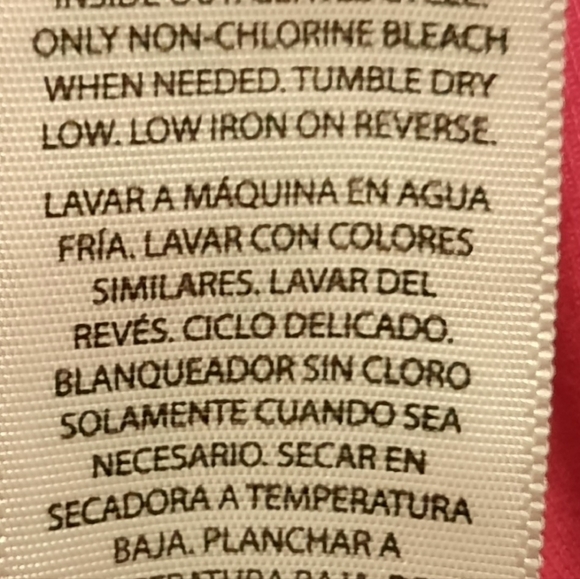 ONLY NON-CHLORINE BLEACH
WHEN NEEDED. TUMBLE DRY
LOW. LOW IRON ON REVERSE.
LAVAR A MÁQUINA EN AGUA
FRÍA. LAVAR CON COLORES
SIMILARES. LAVAR DEL
REVÉS. CICLO DELICADO.
BLANQUEADOR SIN CLORO
SOLAMENTE CUANDO SEA
NECESARIO. SECAR EN
SECADORA A TEMPERATURA
BAJA. PLANCHAR A